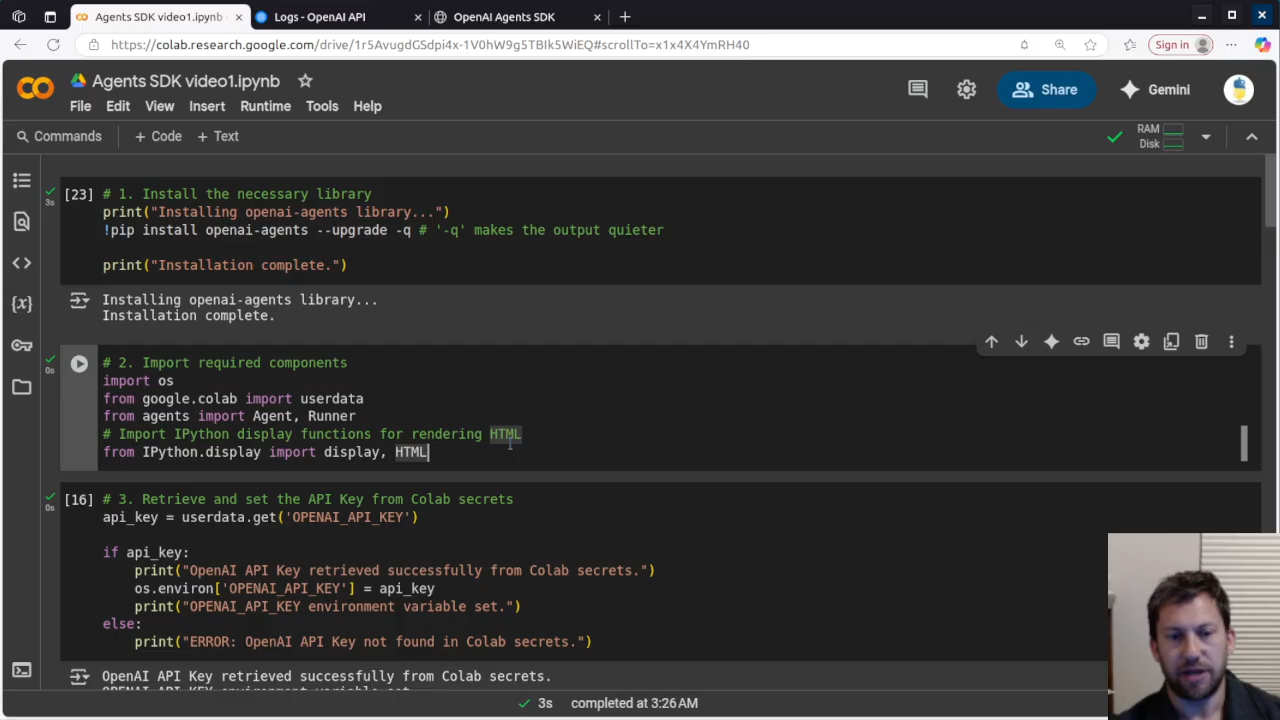 Agents SDK video1.ipynb
Logs - OpenAI API
OpenAI Agents SDK
https://colab.research.google.com/drive/1r5AvugdGSdpi4x-1V0hW9g5TBIk5WiEQ#scrollTo=x1x4X4YmRH40
Sign in
Agents SDK video1.ipynb
File Edit View Insert Runtime Tools Help
Share
Gemini
Commands + Code + Text
RAM
Disk
[23] # 1. Install the necessary library
3s
print("Installing openai-agents library...")
!pip install openai-agents --upgrade -q # '-q' makes the output quieter
print("Installation complete.")
Installing openai-agents library...
Installation complete.
# 2. Import required components
0s
import os
from google.colab import userdata
from agents import Agent, Runner
# Import IPython display functions for rendering HTML
from IPython.display import display, HTML
[16] # 3. Retrieve and set the API Key from Colab secrets
0s
api_key = userdata.get('OPENAI_API_KEY')
if api_key:
print("OpenAI API Key retrieved successfully from Colab secrets.")
os.environ['OPENAI_API_KEY'] = api_key
print("OPENAI_API_KEY environment variable set.")
else:
print("ERROR: OpenAI API Key not found in Colab secrets.")
OpenAI API Key retrieved successfully from Colab secrets.
OPENAI_API_KEY environment variable set.
3s completed at 3:26 AM